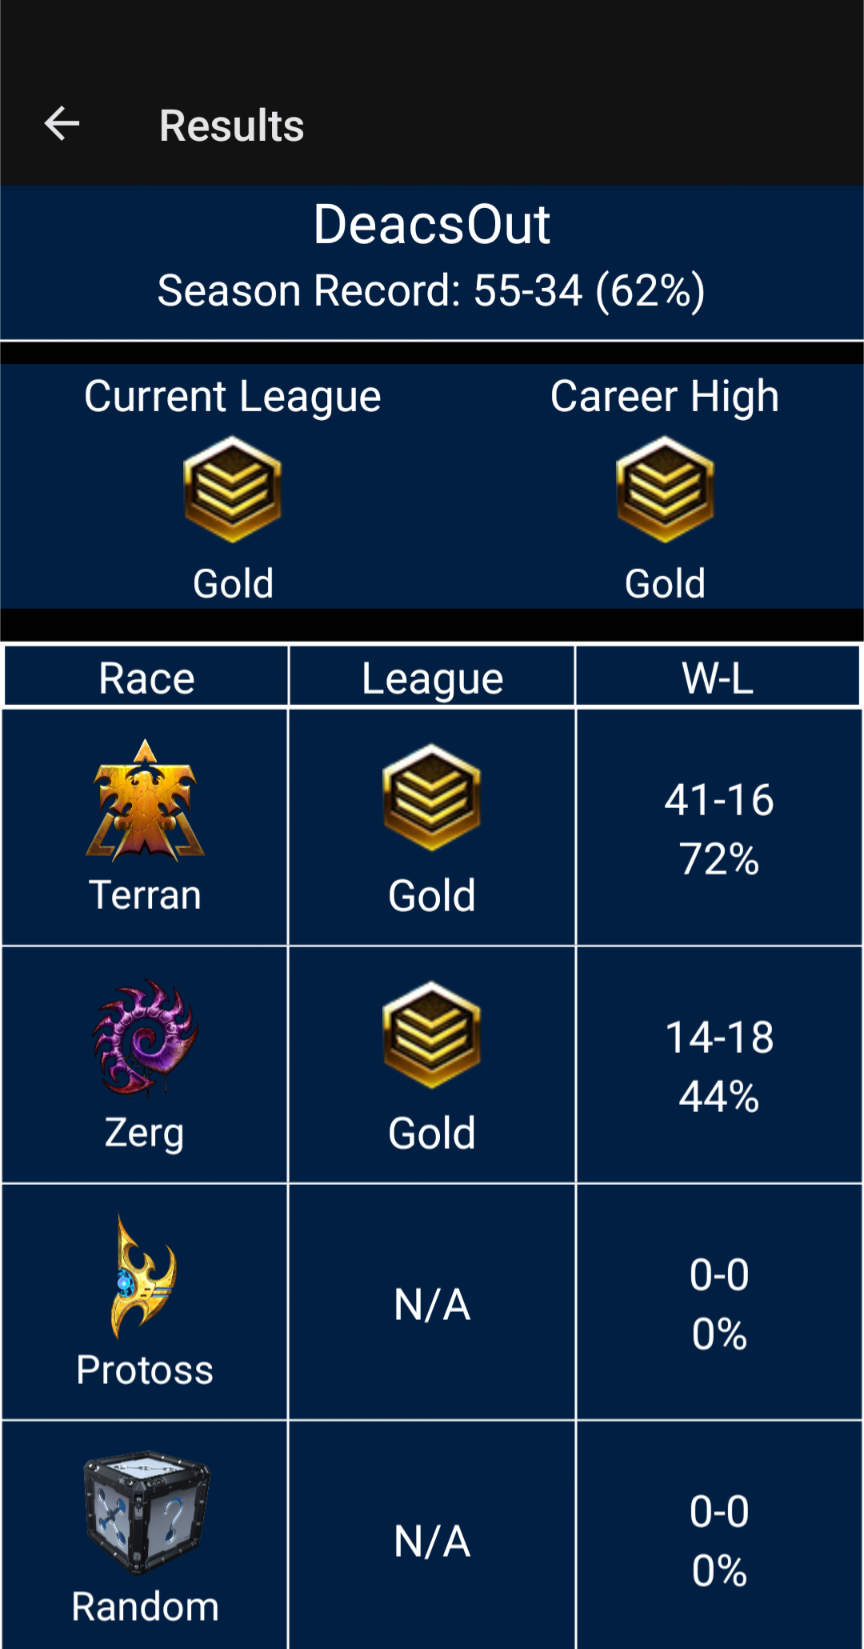 Results
DeacsOut
Season Record: 55-34 (62%)
Current League
Career High
Gold
Gold
Race
League
W-L
Terran
Gold
41-16
72%
Zerg
Gold
14-18
44%
Protoss
N/A
0-0
0%
Random
N/A
0-0
0%